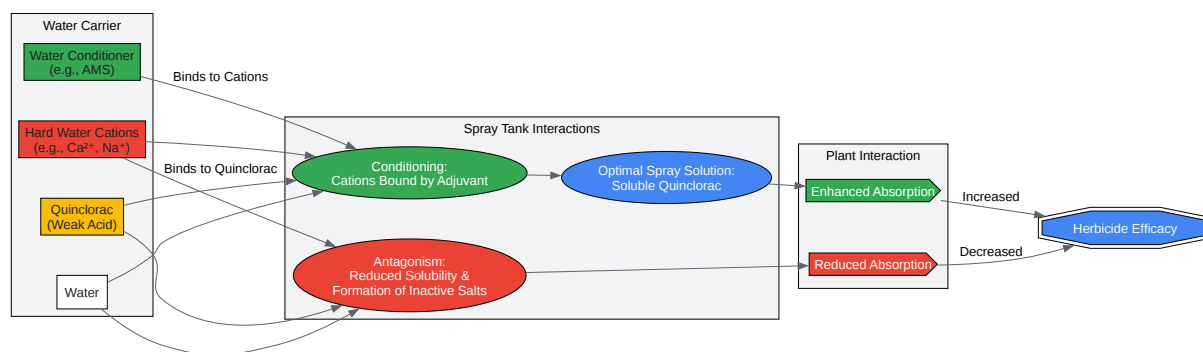 Water Carrier
Water Conditioner
(e.g., AMS)
Binds to Cations
Hard Water Cations
(e.g., Ca²⁺, Na⁺)
Binds to Quinclorac
Quinclorac
(Weak Acid)
Water
Spray Tank Interactions
Conditioning:
Cations Bound by Adjuvant
Optimal Spray Solution:
Soluble Quinclorac
Antagonism:
Reduced Solubility &
Formation of Inactive Salts
Plant Interaction
Enhanced Absorption
Reduced Absorption
Increased
Decreased
Herbicide Efficacy